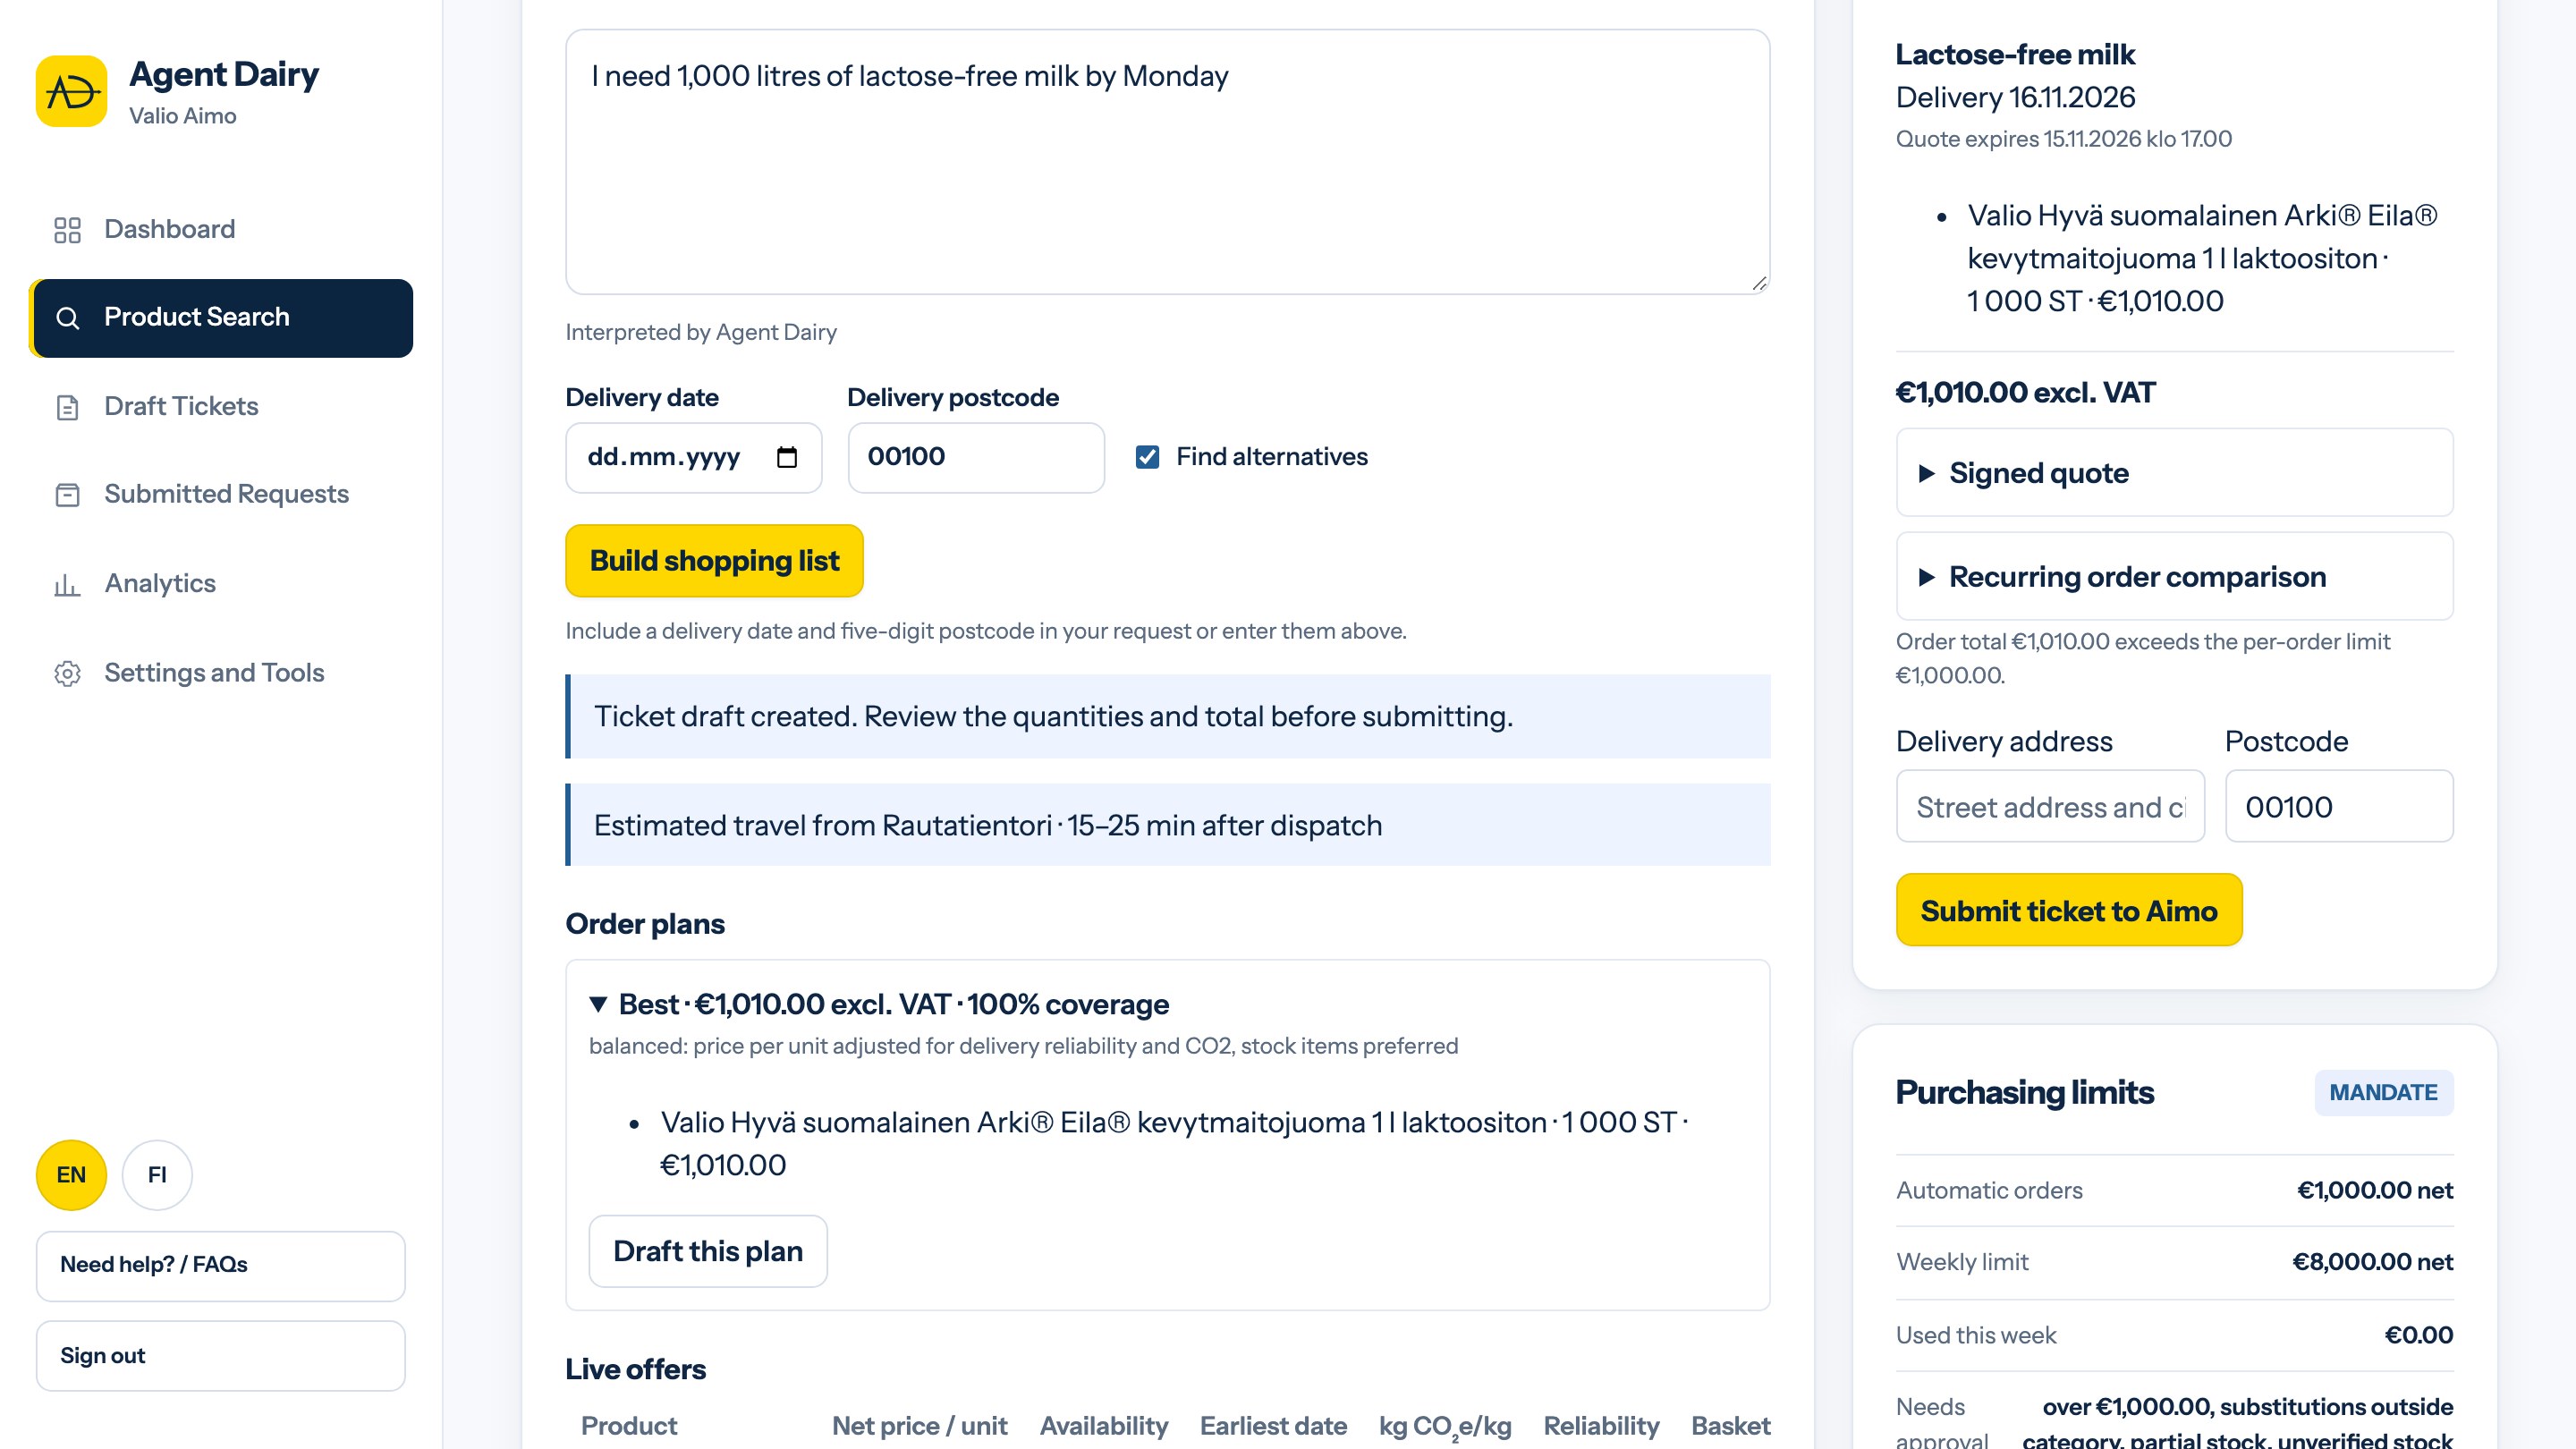 Agent Dairy
Valio Aimo
Dashboard
Product Search
Draft Tickets
Submitted Requests
Analytics
Settings and Tools
EN
FI
Need help? / FAQs
Sign out
I need 1,000 litres of lactose-free milk by Monday
Interpreted by Agent Dairy
Delivery date
Delivery postcode
dd.mm.yyyy
00100
Find alternatives
Build shopping list
Include a delivery date and five-digit postcode in your request or enter them above.
Ticket draft created. Review the quantities and total before submitting.
Estimated travel from Rautatientori · 15–25 min after dispatch
Order plans
Best · €1,010.00 excl. VAT · 100% coverage
balanced: price per unit adjusted for delivery reliability and CO2, stock items preferred
• Valio Hyvä suomalainen Arki® Eila® kevytmaitojuoma 1 l laktoositon · 1 000 ST ·
€1,010.00
Draft this plan
Live offers
Product Net price / unit Availability Earliest date kg CO₂e/kg Reliability Basket
Lactose-free milk
Delivery 16.11.2026
Quote expires 15.11.2026 klo 17.00
• Valio Hyvä suomalainen Arki® Eila®
kevytmaitojuoma 1 l laktoositon ·
1 000 ST · €1,010.00
€1,010.00 excl. VAT
Signed quote
Recurring order comparison
Order total €1,010.00 exceeds the per-order limit
€1,000.00.
Delivery address
Postcode
Street address and ci
00100
Submit ticket to Aimo
Purchasing limits
MANDATE
Automatic orders €1,000.00 net
Weekly limit €8,000.00 net
Used this week €0.00
Needs over €1,000.00, substitutions outside
approval category, partial stock, unverified stock